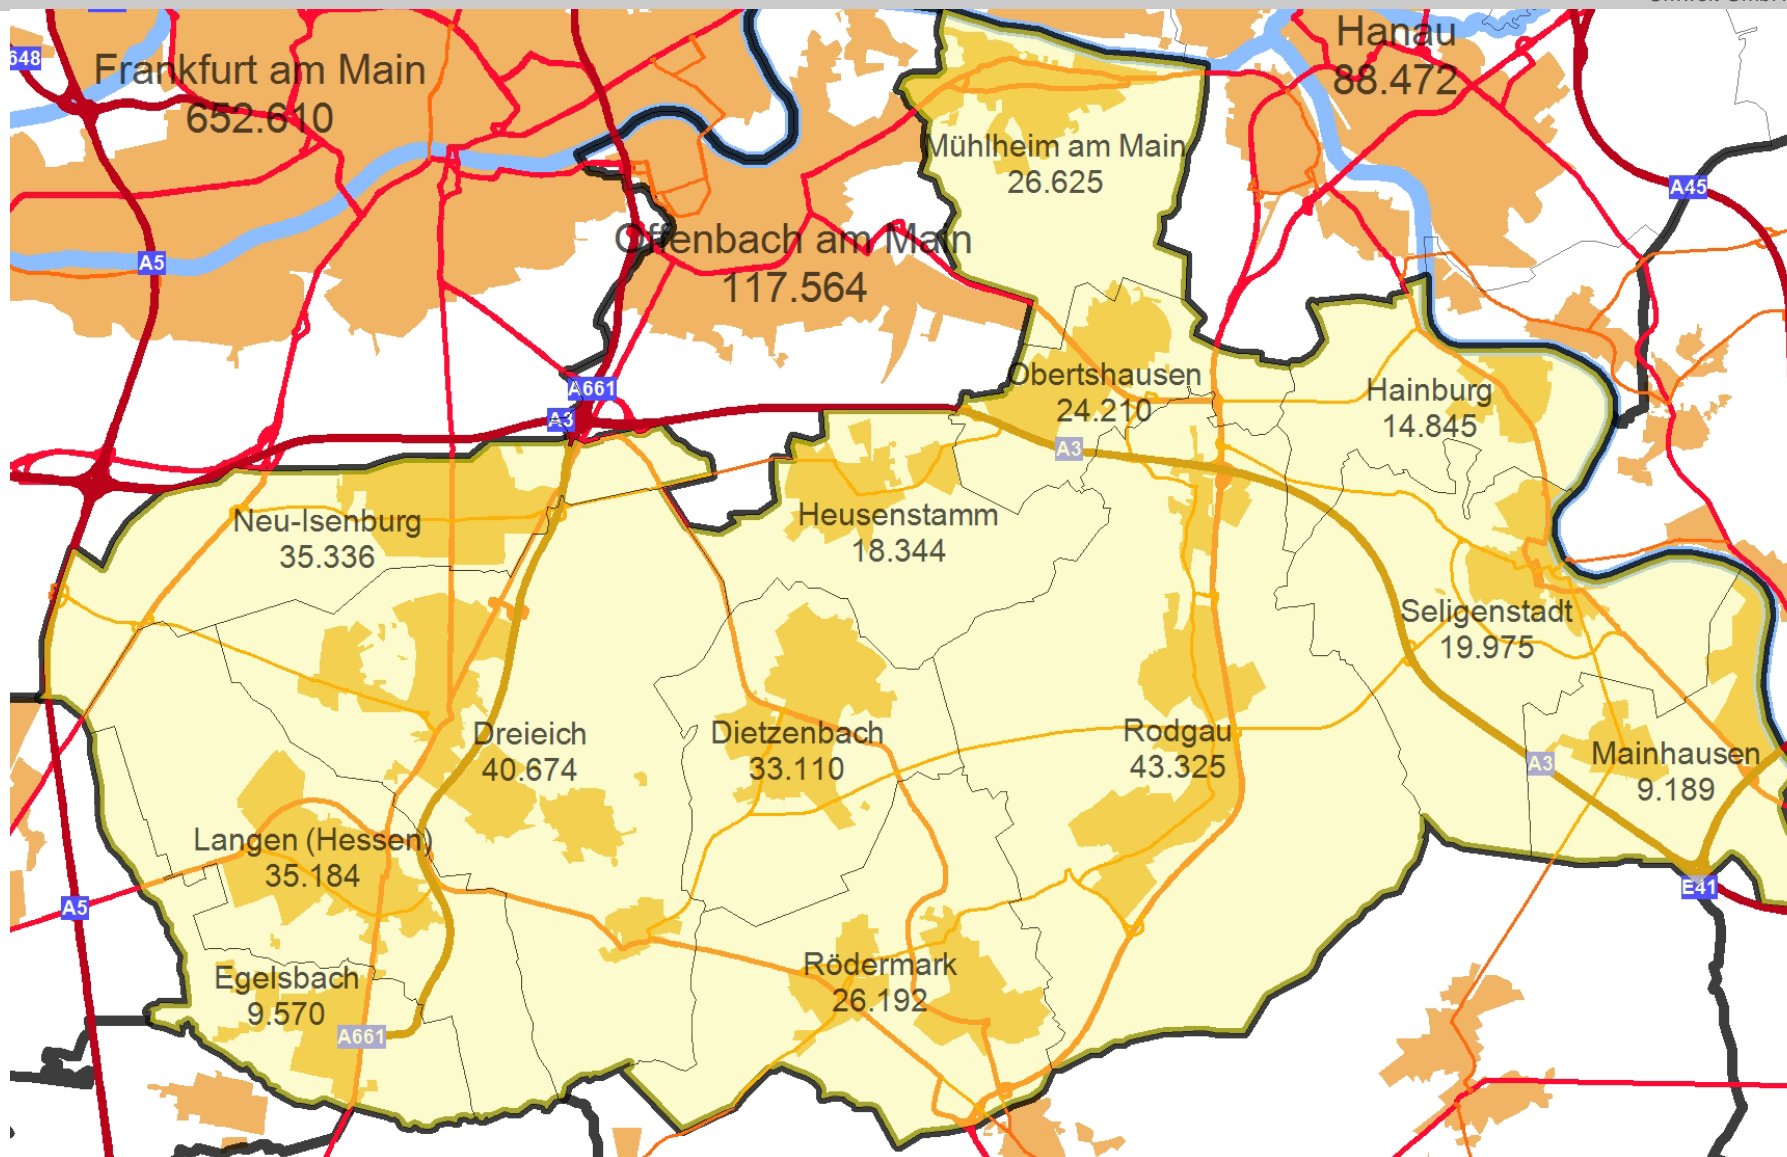 648
Frankfurt am Main
652.610
Hanau
88.472
Mühlheim am Main
26.625
A45
A5
Offenbach am Main
117.564
A661
A3
Obertshausen
24.210
Hainburg
14.845
A3
Neu-Isenburg
35.336
Heusenstamm
18.344
Seligenstadt
19.975
Dreieich
40.674
Dietzenbach
33.110
Rodgau
43.325
A3
Mainhausen
9.189
Langen (Hessen)
35.184
A5
E41
Egelsbach
9.570
A661
Rödermark
26.192